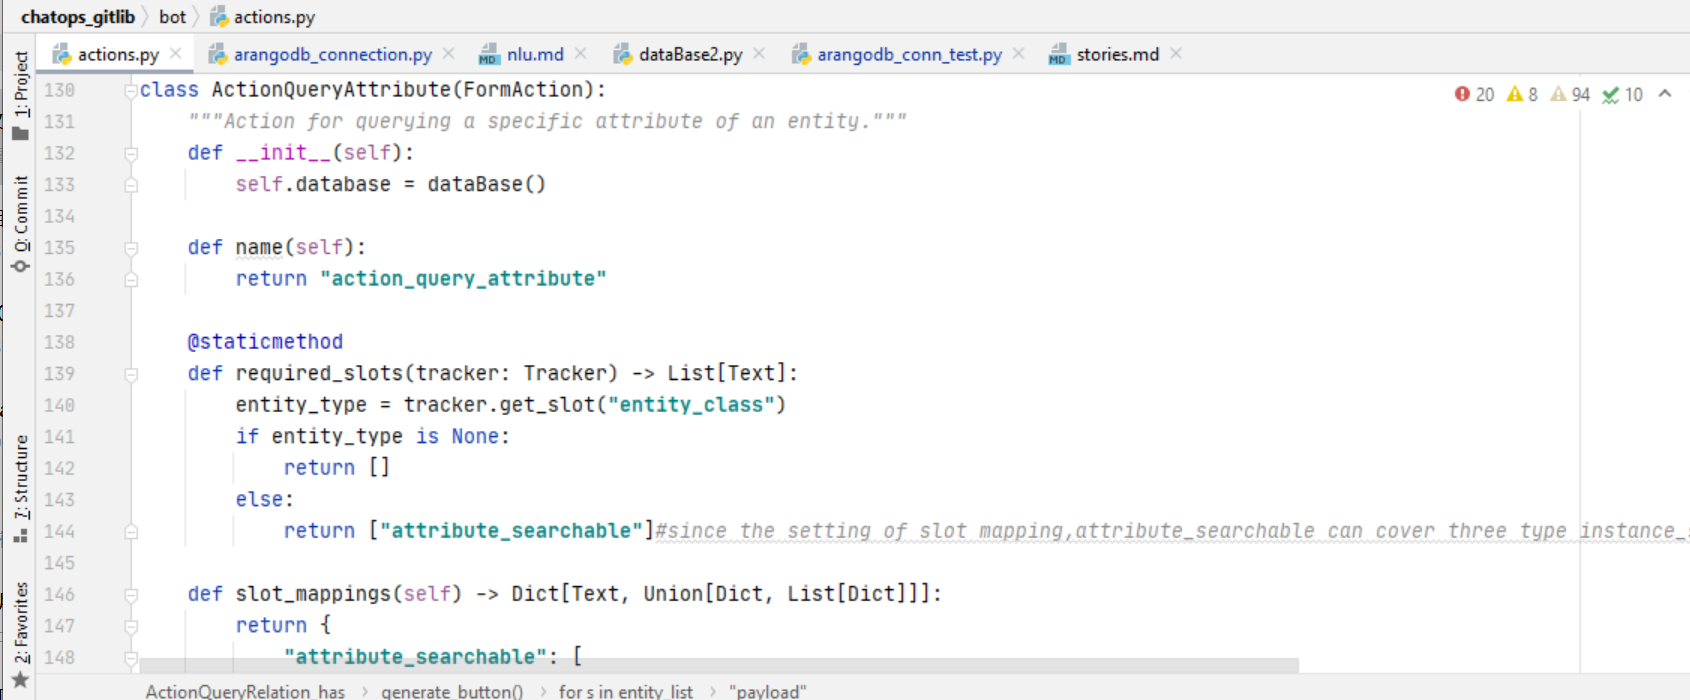 chatops_gitlib bot actions.py
actions.py arangodb_connection.py nlu.md dataBase2.py arangodb_conn_test.py stories.md
1: Project
0: Commit
7: Structure
2: Favorites
20 8 94 10
130 class ActionQueryAttribute(FormAction):
131 """Action for querying a specific attribute of an entity."""
132 def __init__(self):
133 self.database = dataBase()
134
135 def name(self):
136 return "action_query_attribute"
137
138 @staticmethod
139 def required_slots(tracker: Tracker) -> List[Text]:
140 entity_type = tracker.get_slot("entity_class")
141 if entity_type is None:
142 return []
143 else:
144 return ["attribute_searchable"]#since the setting of slot mapping,attribute_searchable can cover three type instance_
145
146 def slot_mappings(self) -> Dict[Text, Union[Dict, List[Dict]]]:
147 return {
148 "attribute_searchable": [
ActionQueryRelation_has › generate_button() › for s in entity_list › "payload"